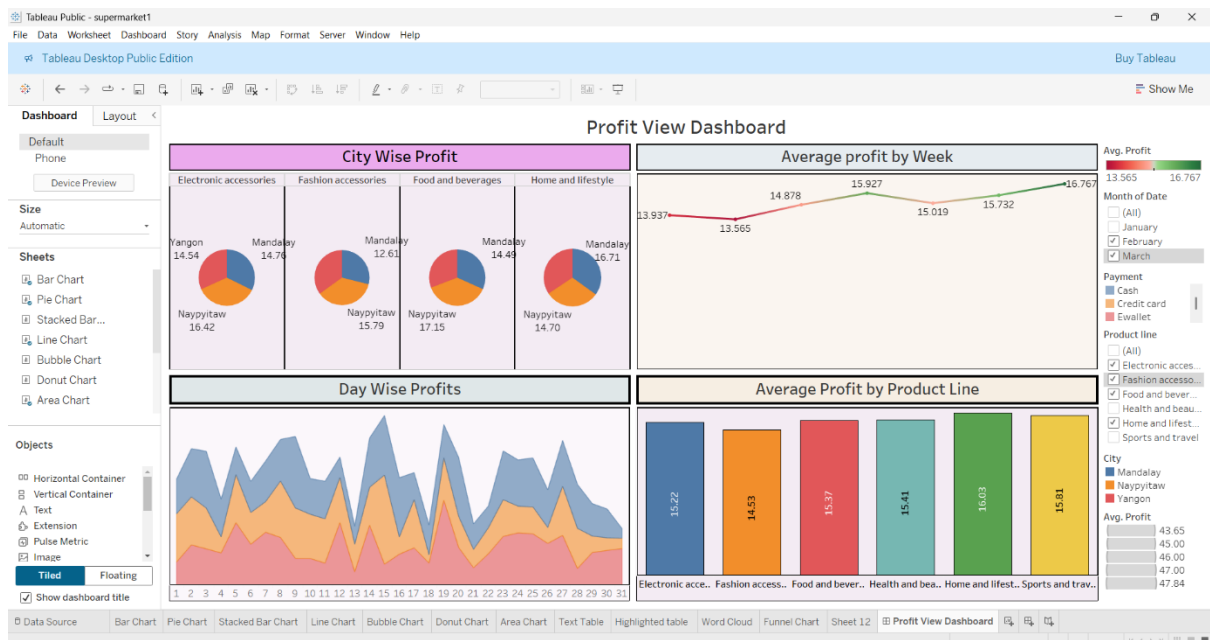 Tableau Public - supermarket1
File Data Worksheet Dashboard Story Analysis Map Format Server Window Help
Tableau Desktop Public Edition
Buy Tableau
Show Me
Dashboard Layout
Default
Phone
Device Preview
Size
Automatic
Sheets
Bar Chart
Pie Chart
Stacked Bar...
Line Chart
Bubble Chart
Donut Chart
Area Chart
Objects
Horizontal Container
Vertical Container
Text
Extension
Pulse Metric
Image
Tiled Floating
Show dashboard title
Profit View Dashboard
City Wise Profit
Electronic accessories Fashion accessories Food and beverages Home and lifestyle
Yangon
14.54
Mandalay
14.76
Naypyitaw
16.42
Mandalay
12.61
Naypyitaw
15.79
Mandalay
14.49
Naypyitaw
17.15
Mandalay
16.71
Naypyitaw
14.70
Average profit by Week
13.937
13.565
14.878
15.927
15.019
15.732
16.767
Day Wise Profits
1 2 3 4 5 6 7 8 9 10 11 12 13 14 15 16 17 18 19 20 21 22 23 24 25 26 27 28 29 30 31
Average Profit by Product Line
15.22 14.53 15.37 15.41 16.03 15.81
Electronic acce.. Fashion access.. Food and bever.. Health and bea.. Home and lifest.. Sports and trav..
Avg. Profit
13.565 16.767
Month of Date
(All)
January
February
March
Payment
Cash
Credit card
Ewallet
Product line
(All)
Electronic acces...
Fashion accesso...
Food and bever...
Health and beau...
Home and lifest...
Sports and travel
City
Mandalay
Naypyitaw
Yangon
Avg. Profit
43.65
45.00
46.00
47.00
47.84
Data Source Bar Chart Pie Chart Stacked Bar Chart Line Chart Bubble Chart Donut Chart Area Chart Text Table Highlighted table Word Cloud Funnel Chart Sheet 12 Profit View Dashboard